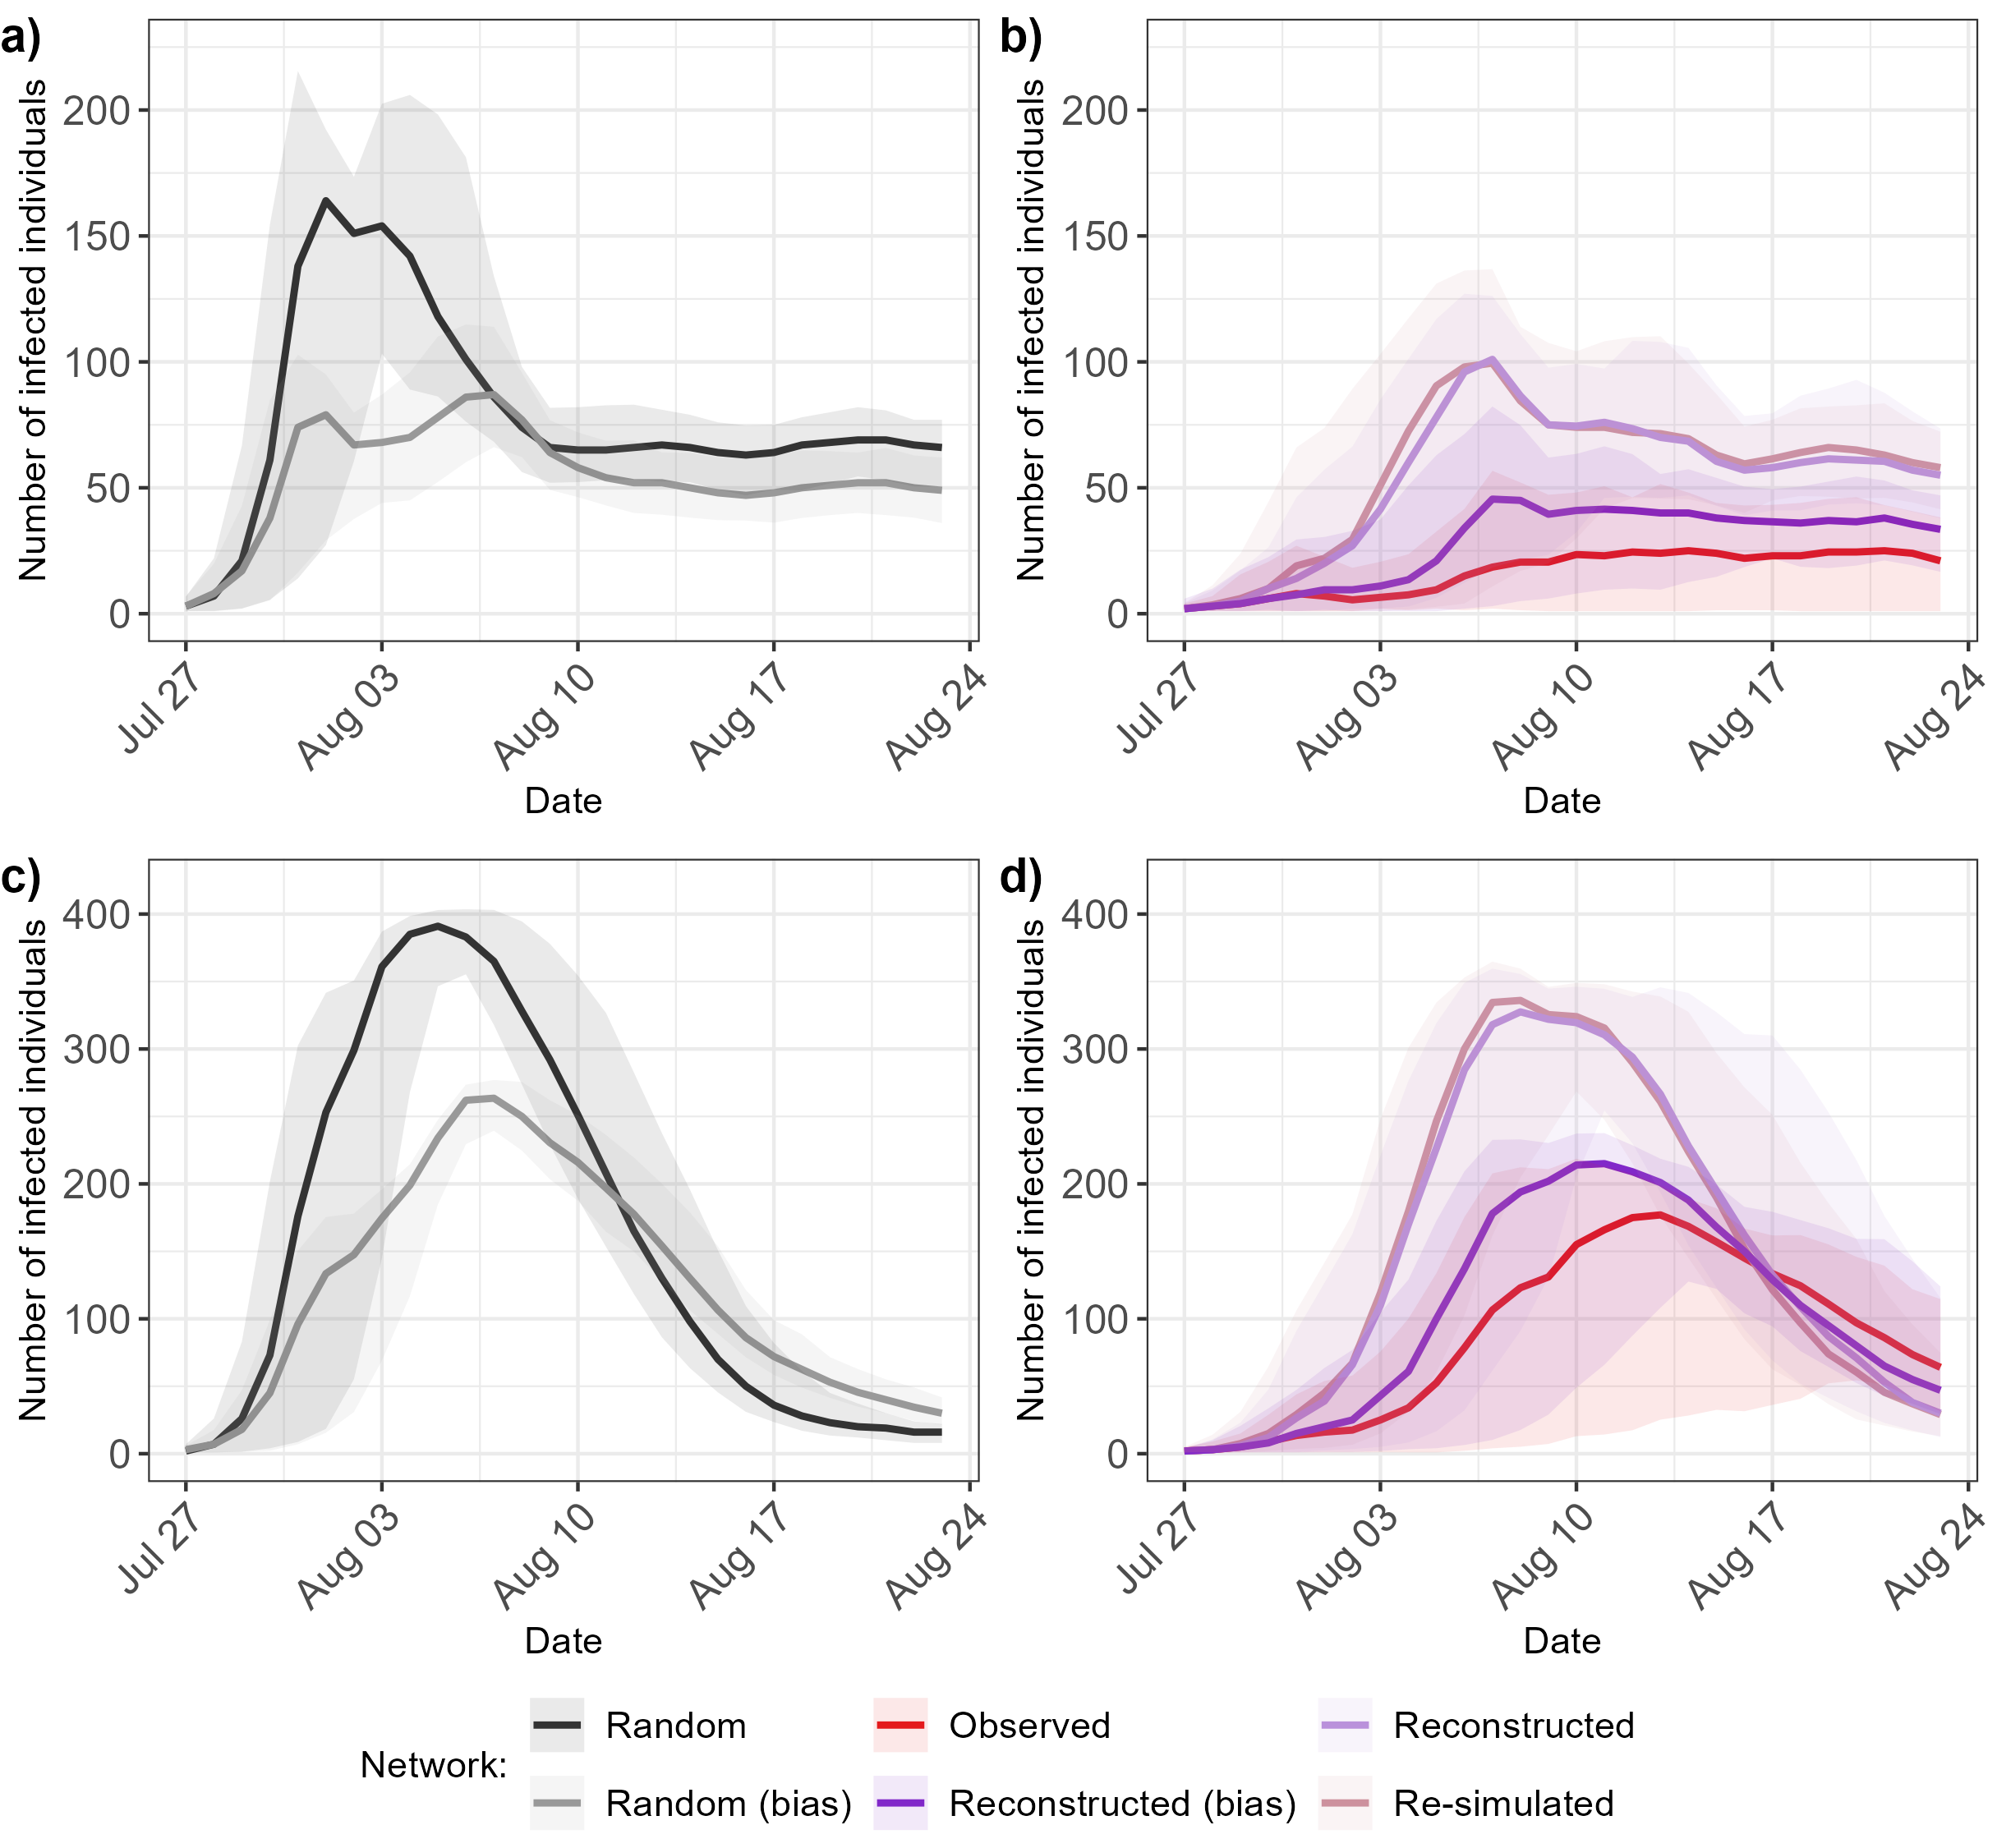 a)
Number of infected individuals
200
150
100
50
0
Jul 27
Aug 03
Aug 10
Aug 17
Aug 24
Date
b)
Number of infected individuals
200
150
100
50
0
Jul 27
Aug 03
Aug 10
Aug 17
Aug 24
Date
c)
Number of infected individuals
400
300
200
100
0
Jul 27
Aug 03
Aug 10
Aug 17
Aug 24
Date
d)
Number of infected individuals
400
300
200
100
0
Jul 27
Aug 03
Aug 10
Aug 17
Aug 24
Date
Network:
Random
Observed
Reconstructed
Random (bias)
Reconstructed (bias)
Re-simulated